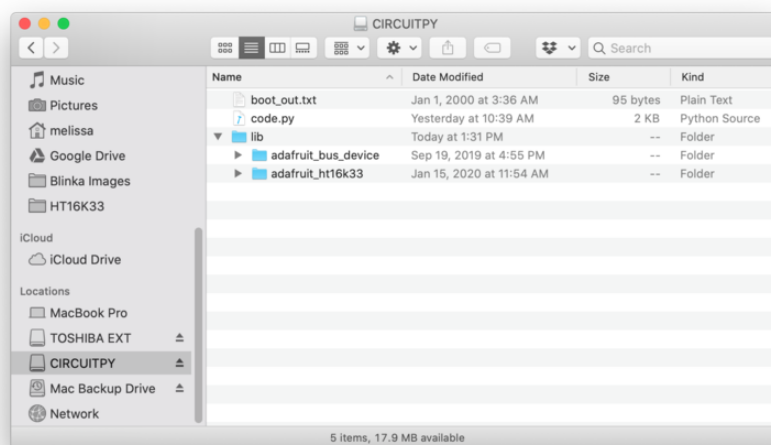 CIRCUITPY
Search
Music
Pictures
melissa
Google Drive
Blinka Images
HT16K33
iCloud
iCloud Drive
Locations
MacBook Pro
TOSHIBA EXT
CIRCUITPY
Mac Backup Drive
Network
Name Date Modified Size Kind
boot_out.txt Jan 1, 2000 at 3:36 AM 95 bytes Plain Text
code.py Yesterday at 10:39 AM 2 KB Python Source
lib Today at 1:31 PM -- Folder
adafruit_bus_device Sep 19, 2019 at 4:55 PM -- Folder
adafruit_ht16k33 Jan 15, 2020 at 11:54 AM -- Folder
5 items, 17.9 MB available